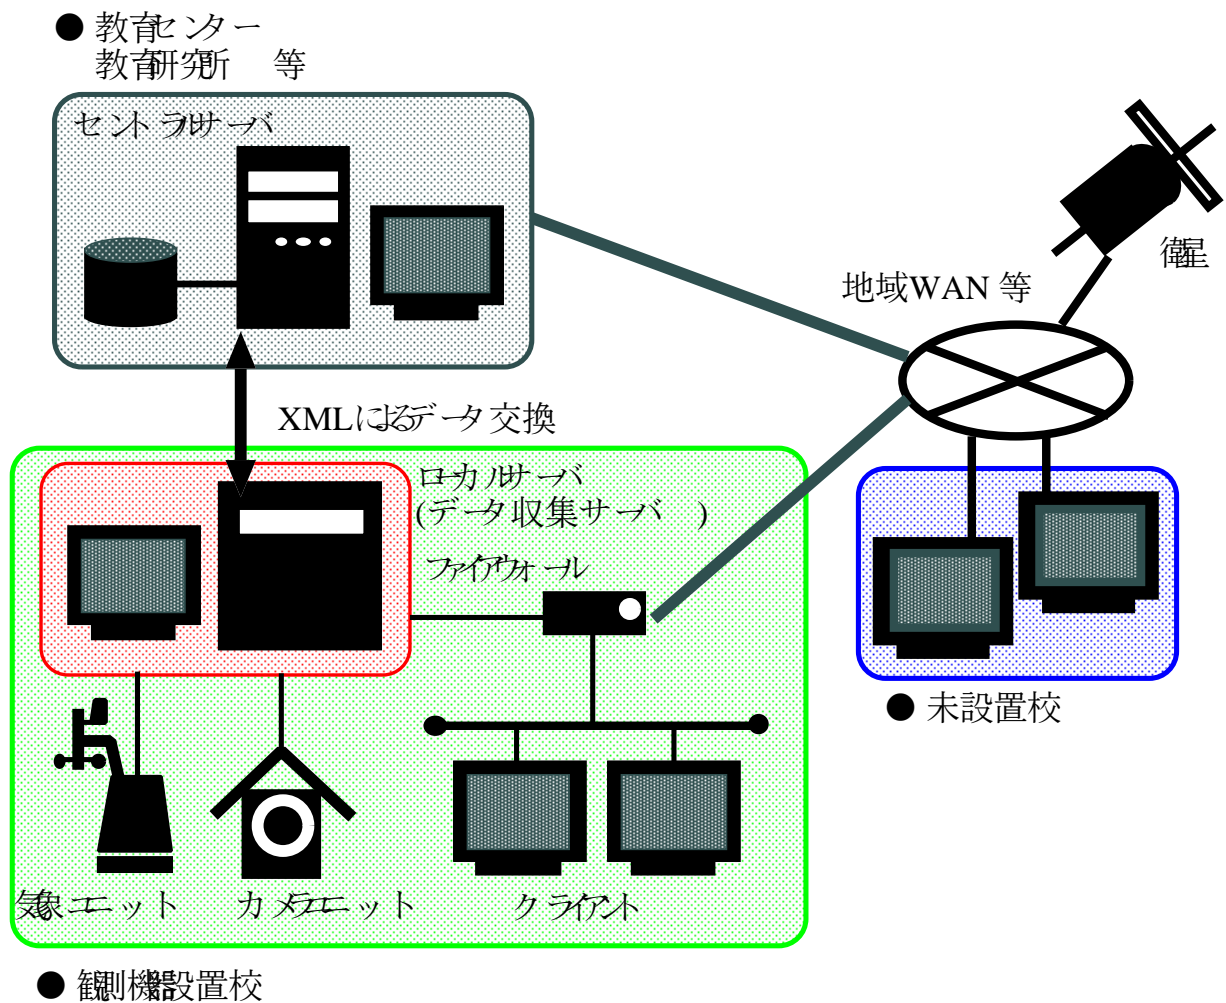 ● 教育センター
教育研究所 等
セントラルサーバ
衛星
地域WAN 等
XMLによるデータ交換
ローカルサーバ
(データ収集サーバ )
ファイアウォール
● 未設置校
気象ユニット
カメラユニット
クライアント
● 観測機器設置校